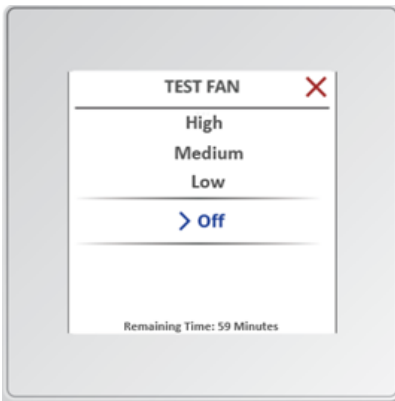 TEST FAN
High
Medium
Low
Off
Remaining Time: 59 Minutes